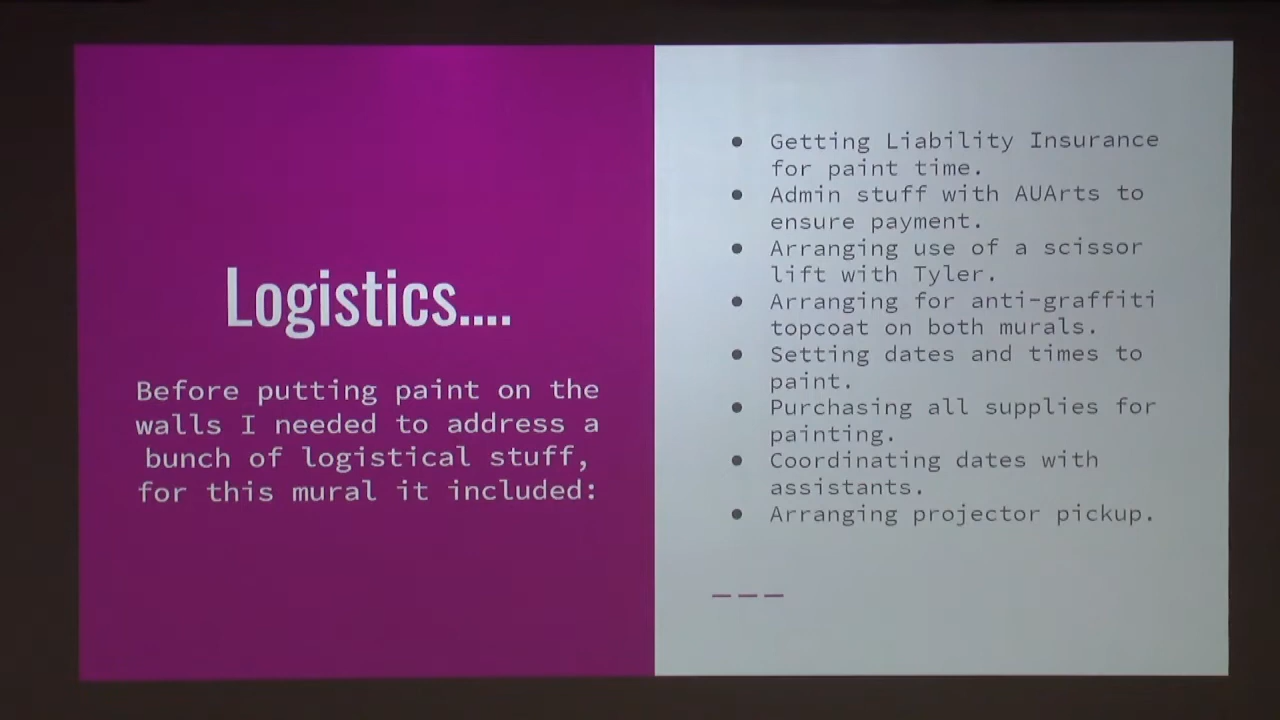 Logistics....
Before putting paint on the
walls I needed to address a
bunch of logistical stuff,
for this mural it included:
● Getting Liability Insurance
for paint time.
● Admin stuff with AUArts to
ensure payment.
● Arranging use of a scissor
lift with Tyler.
● Arranging for anti-graffiti
topcoat on both murals.
● Setting dates and times to
paint.
● Purchasing all supplies for
painting.
● Coordinating dates with
assistants.
● Arranging projector pickup.